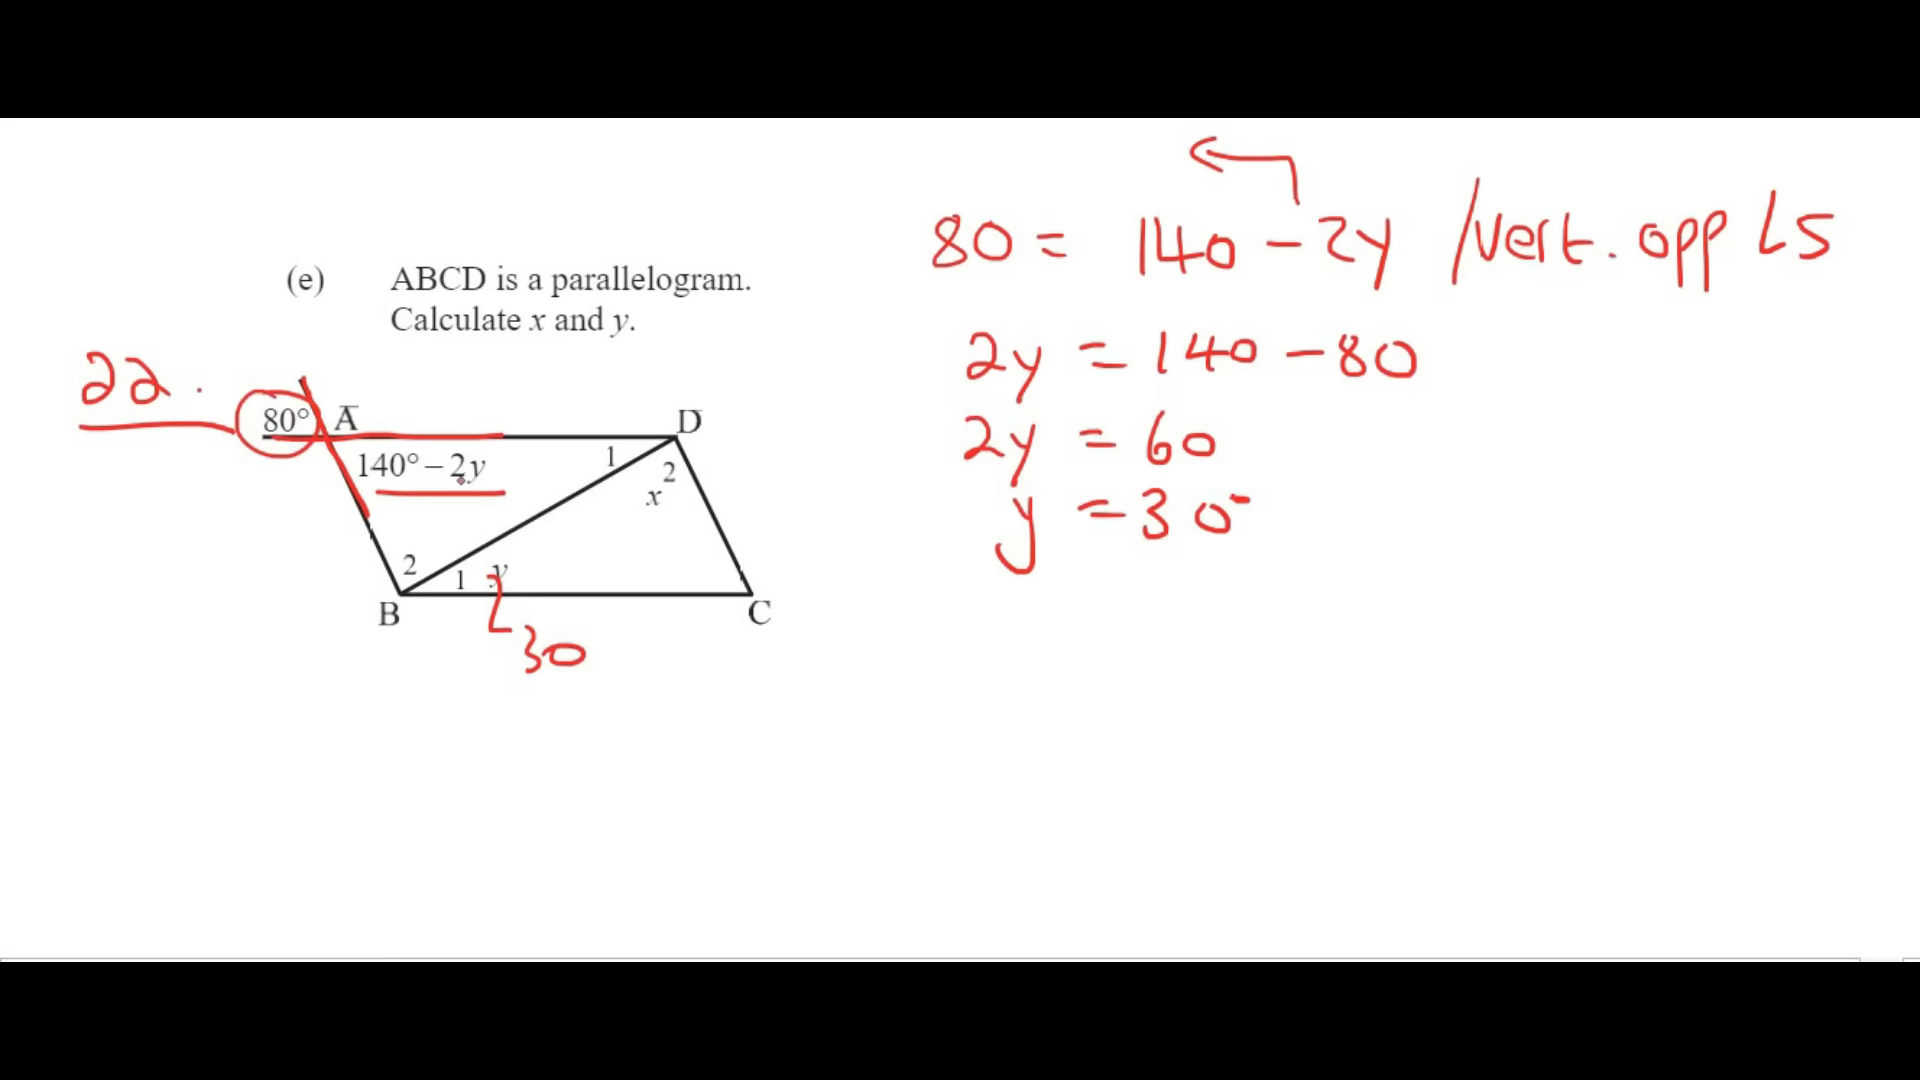 (e) ABCD is a parallelogram.
Calculate x and y.
22.
80° A D
140° – 2y
1
2
x
2
1 y
B C
30
80 = 140 – 2y /vert. opp ∠s
2y = 140 – 80
2y = 60
y = 30°